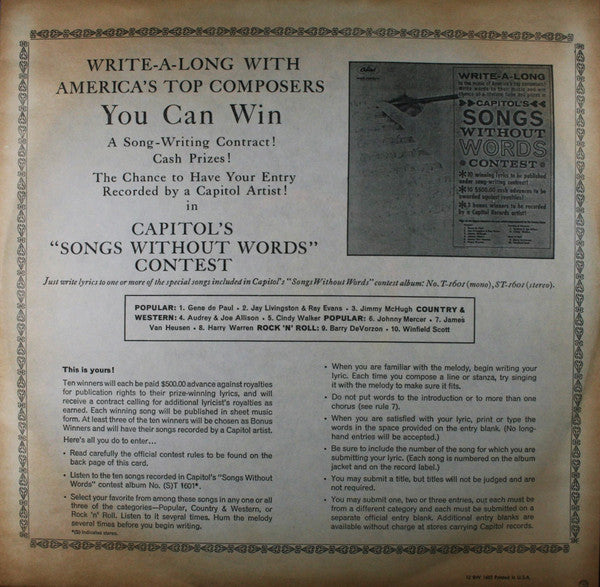 WRITE-A-LONG WITH
AMERICA'S TOP COMPOSERS
You Can Win
A Song-Writing Contract!
Cash Prizes!
The Chance to Have Your Entry
Recorded by a Capitol Artist!
in
CAPITOL'S
"SONGS WITHOUT WORDS"
CONTEST
WRITE-A-LONG
CAPITOL'S
SONGS
WITHOUT
WORDS
CONTEST
Just write lyrics to one or more of the special songs included in Capitol's "Songs Without Words" contest album: No. T-1601 (mono), ST-1601 (stereo).
POPULAR: 1. Gene de Paul • 2. Jay Livingston & Ray Evans • 3. Jimmy McHugh COUNTRY &
WESTERN: 4. Audrey & Joe Allison • 5. Cindy Walker POPULAR: 6. Johnny Mercer • 7. James
Van Heusen • 8. Harry Warren ROCK 'N' ROLL: 9. Barry DeVorzon • 10. Winfield Scott
This is yours!
Ten winners will each be paid $500.00 advance against royalties
for publication rights to their prize-winning lyrics, and will
receive a contract calling for additional lyricist's royalties as
earned. Each winning song will be published in sheet music
form. At least three of the ten winners will be chosen as Bonus
Winners and will have their songs recorded by a Capitol artist.
Here's all you do to enter...
• Read carefully the official contest rules to be found on the
back page of this card.
• Listen to the ten songs recorded in Capitol's "Songs Without
Words" contest album No. (S)T 1601*.
• Select your favorite from among these songs in any one or all
three of the categories—Popular, Country & Western, or
Rock 'n' Roll. Listen to it several times. Hum the melody
several times before you begin writing.
*(S) indicates stereo.
• When you are familiar with the melody, begin writing your
lyric. Each time you compose a line or stanza, try singing
it with the melody to make sure it fits.
• Do not put words to the introduction or to more than one
chorus (see rule 7).
• When you are satisfied with your lyric, print or type the
words in the space provided on the entry blank. (No long-
hand entries will be accepted.)
• Be sure to include the number of the song for which you are
submitting your lyric. (Each song is numbered on the album
jacket and on the record label.)
• You may submit a title, but titles will not be judged and are
not required.
• You may submit one, two or three entries, out each must be
from a different category and each must be submitted on a
separate official entry blank. Additional entry blanks are
available without charge at stores carrying Capitol records.
Printed in U.S.A.